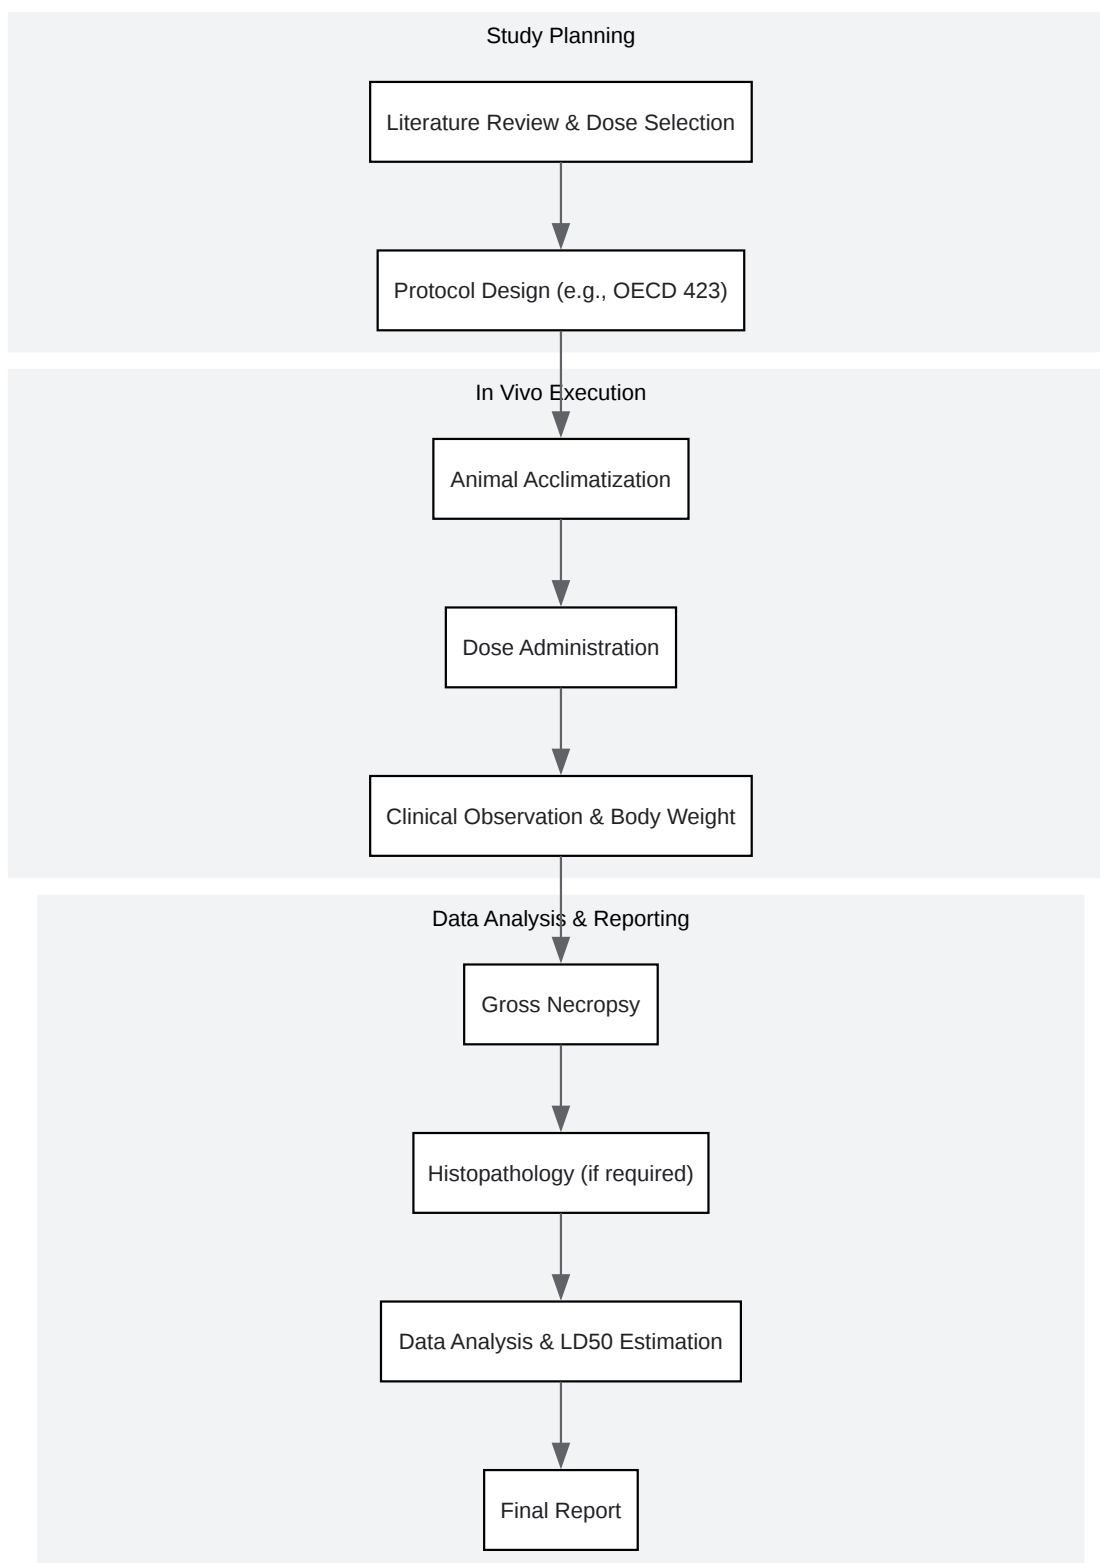 Study Planning
Literature Review & Dose Selection
Protocol Design (e.g., OECD 423)
In Vivo Execution
Animal Acclimatization
Dose Administration
Clinical Observation & Body Weight
Data Analysis & Reporting
Gross Necropsy
Histopathology (if required)
Data Analysis & LD50 Estimation
Final Report